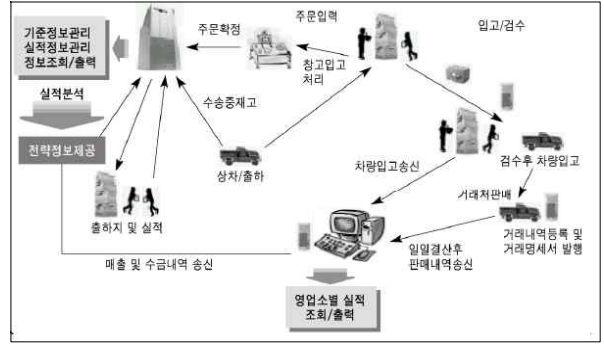 기준정보관리
실적정보관리
정보조회/출력
실적분석
전략정보제공
주문확정
주문입력
창고입고
처리
입고/검수
수송중재고
상차/출하
차량입고송신
검수후 차량입고
거래처판매
출하지 및 실적
거래내역등록 및
거래명세서 발행
매출 및 수금내역 송신
일일결산후
판매내역송신
영업소별 실적
조회/출력